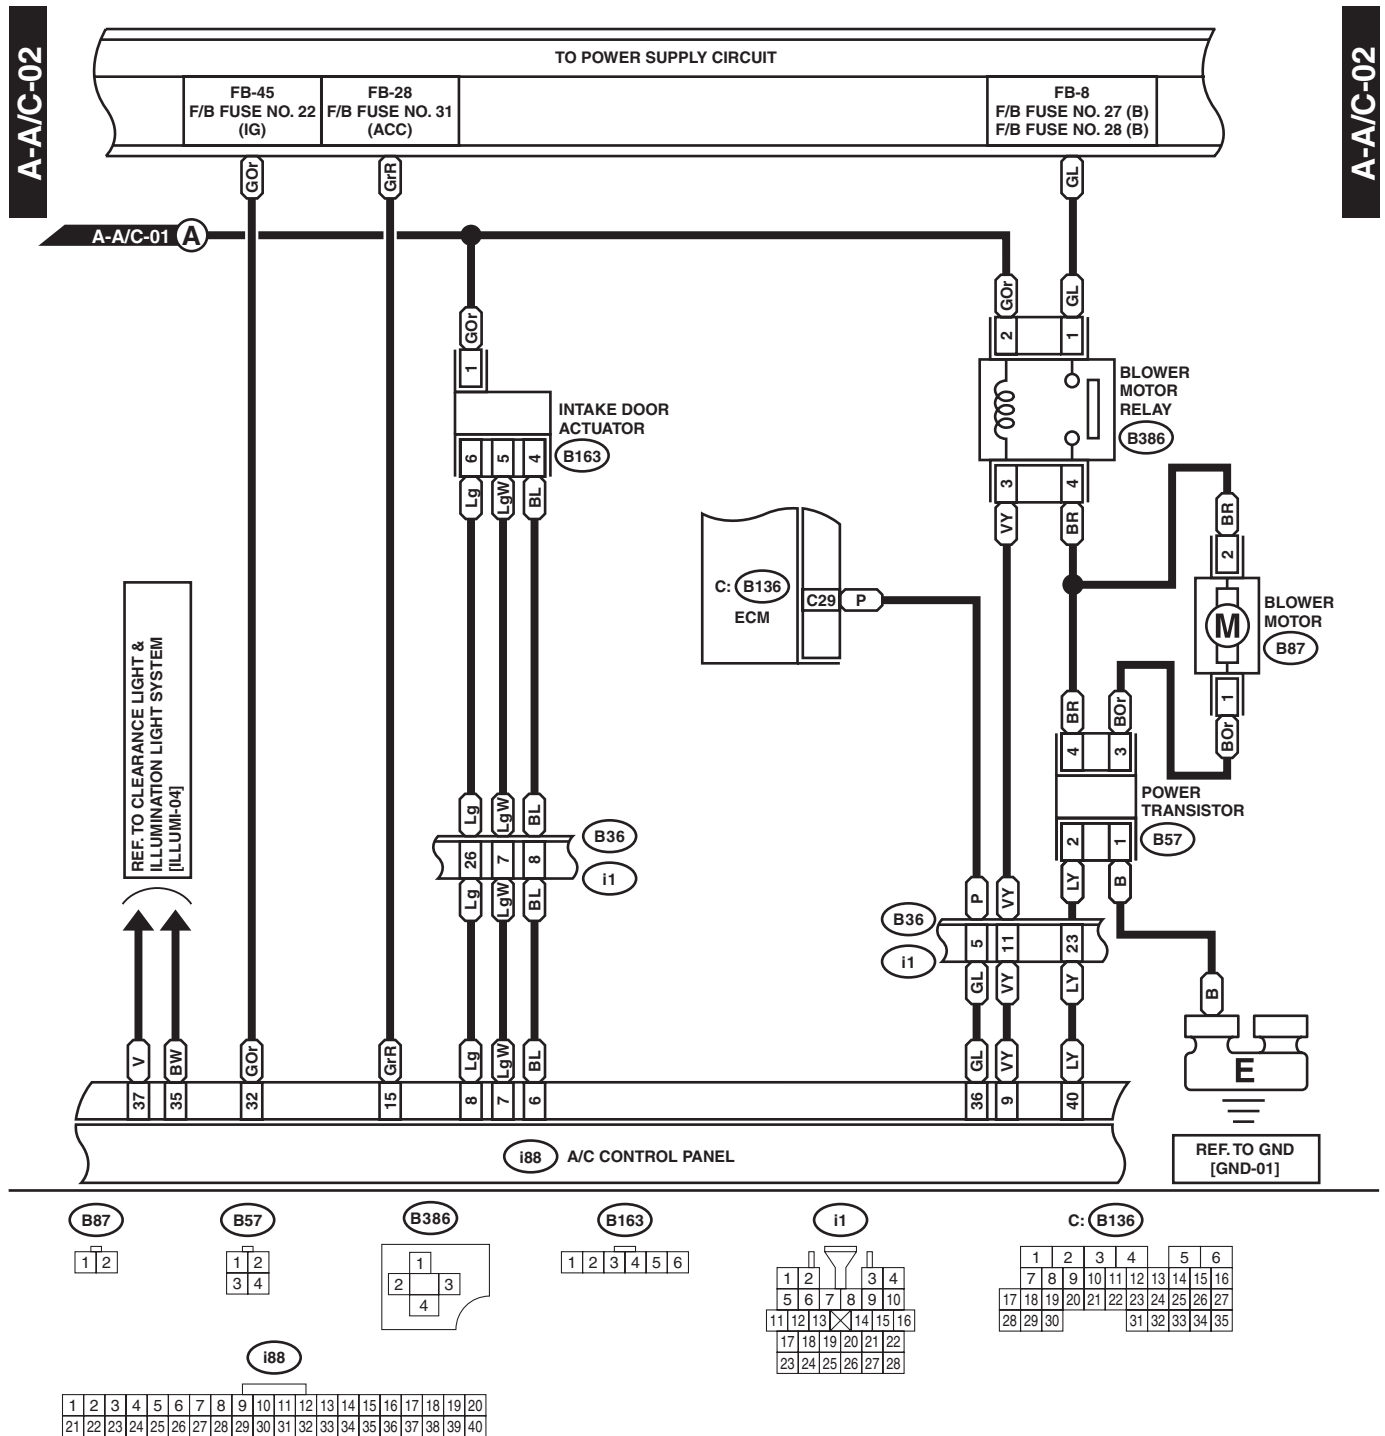 A-A/C-02
A-A/C-02
TO POWER SUPPLY CIRCUIT
FB-45
F/B FUSE NO. 22
(IG)
FB-28
F/B FUSE NO. 31
(ACC)
FB-8
F/B FUSE NO. 27 (B)
F/B FUSE NO. 28 (B)
GOr
GrR
GL
A-A/C-01
A
GOr
GOr
GL
1
2
1
BLOWER
MOTOR
RELAY
B386
INTAKE DOOR
ACTUATOR
B163
6
5
4
Lg
LgW
BL
3
4
VY
BR
BR
2
BLOWER
MOTOR
B87
M
1
BOr
C: B136
ECM
C29
P
REF. TO CLEARANCE LIGHT &
ILLUMINATION LIGHT SYSTEM
[ILLUMI-04]
BR
BOr
4
3
POWER
TRANSISTOR
B57
2
1
LY
B
Lg
LgW
BL
B36
26
7
8
i1
Lg
LgW
BL
P
VY
B36
5
11
23
i1
GL
VY
LY
B
E
REF. TO GND
[GND-01]
V
BW
GOr
GrR
Lg
LgW
BL
GL
VY
LY
37
35
32
15
8
7
6
36
9
40
i88
A/C CONTROL PANEL
B87
1 2
B57
1 2
3 4
B386
1
2 3
4
B163
1 2 3 4 5 6
i1
1 2 3 4
5 6 7 8 9 10
11 12 13 14 15 16
17 18 19 20 21 22
23 24 25 26 27 28
C: B136
1 2 3 4 5 6
7 8 9 10 11 12 13 14 15 16
17 18 19 20 21 22 23 24 25 26 27
28 29 30 31 32 33 34 35
i88
1 2 3 4 5 6 7 8 9 10 11 12 13 14 15 16 17 18 19 20
21 22 23 24 25 26 27 28 29 30 31 32 33 34 35 36 37 38 39 40